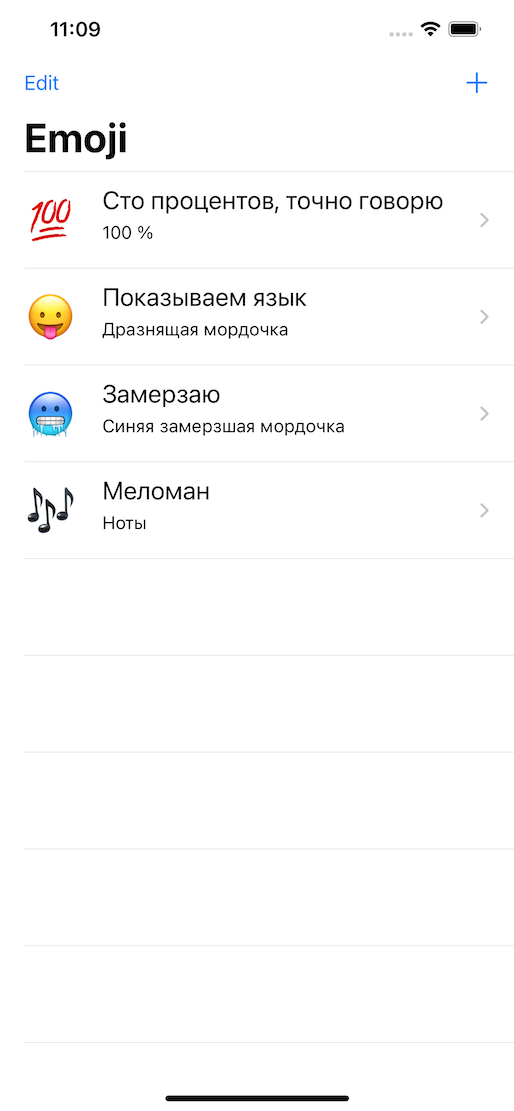 11:09
Edit
Emoji
💯 Сто процентов, точно говорю
100 %
Показываем язык
Дразнящая мордочка
Замерзаю
Синяя замерзшая мордочка
Меломан
Ноты